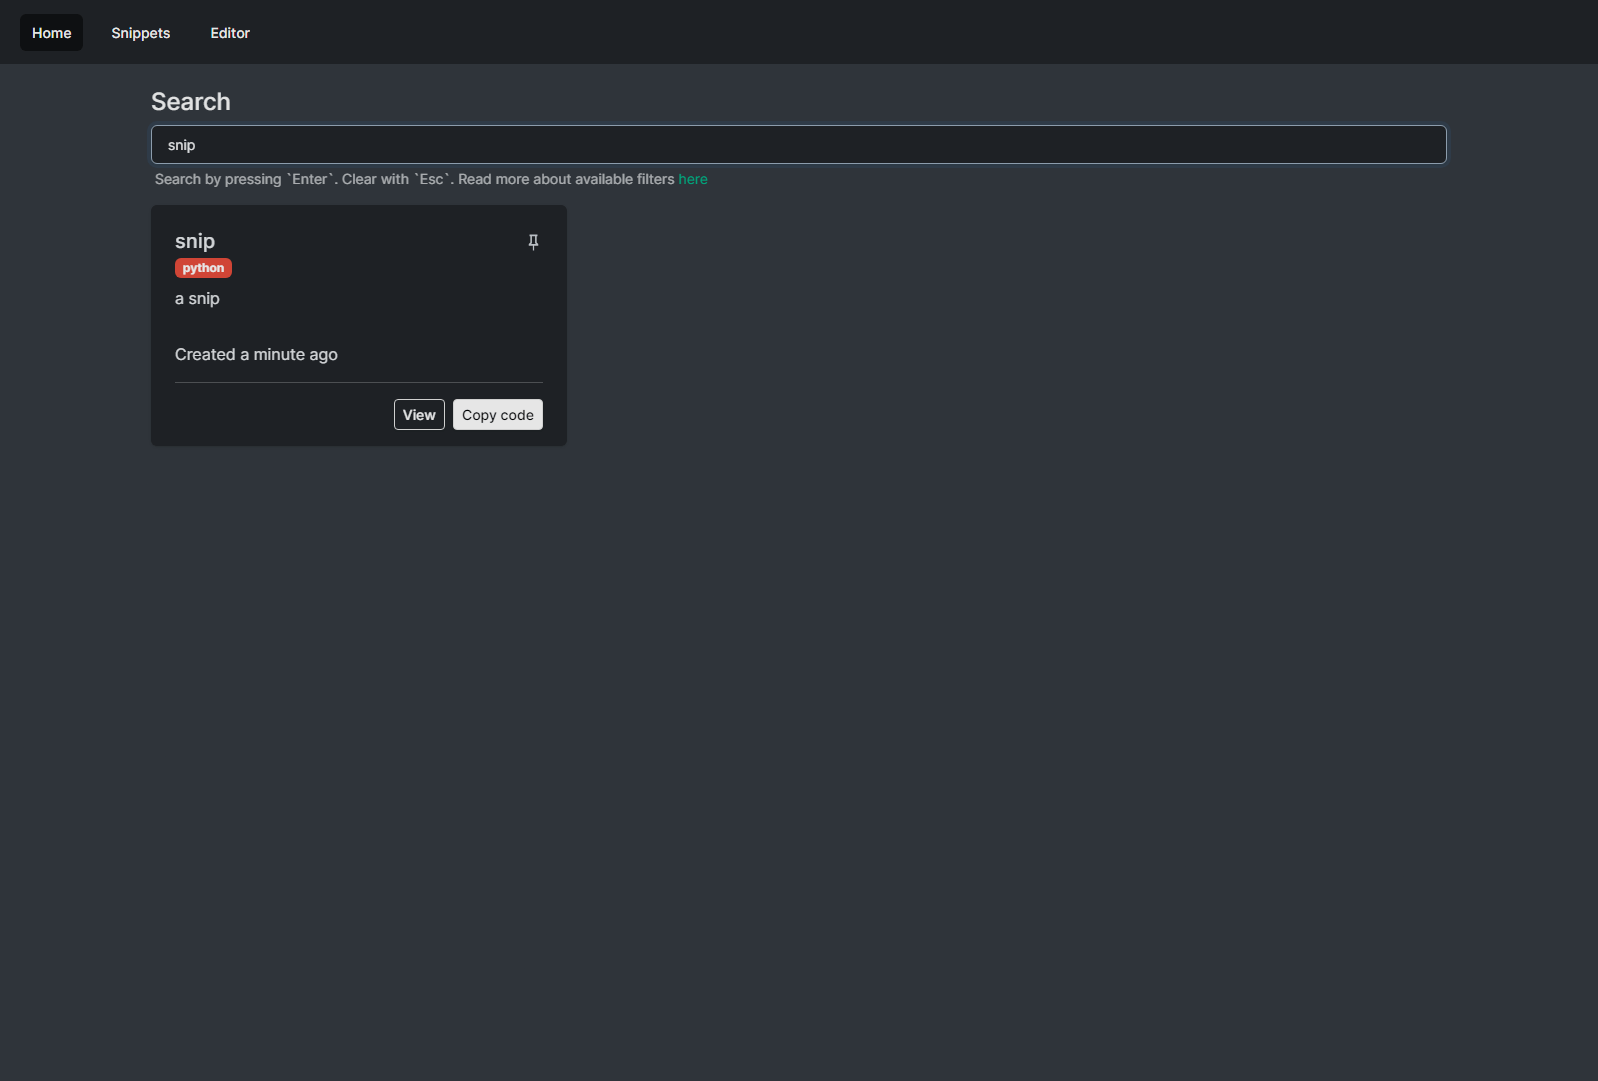 Home Snippets Editor
Search
snip
Search by pressing `Enter`. Clear with `Esc`. Read more about available filters here
snip
python
a snip
Created a minute ago
View Copy code